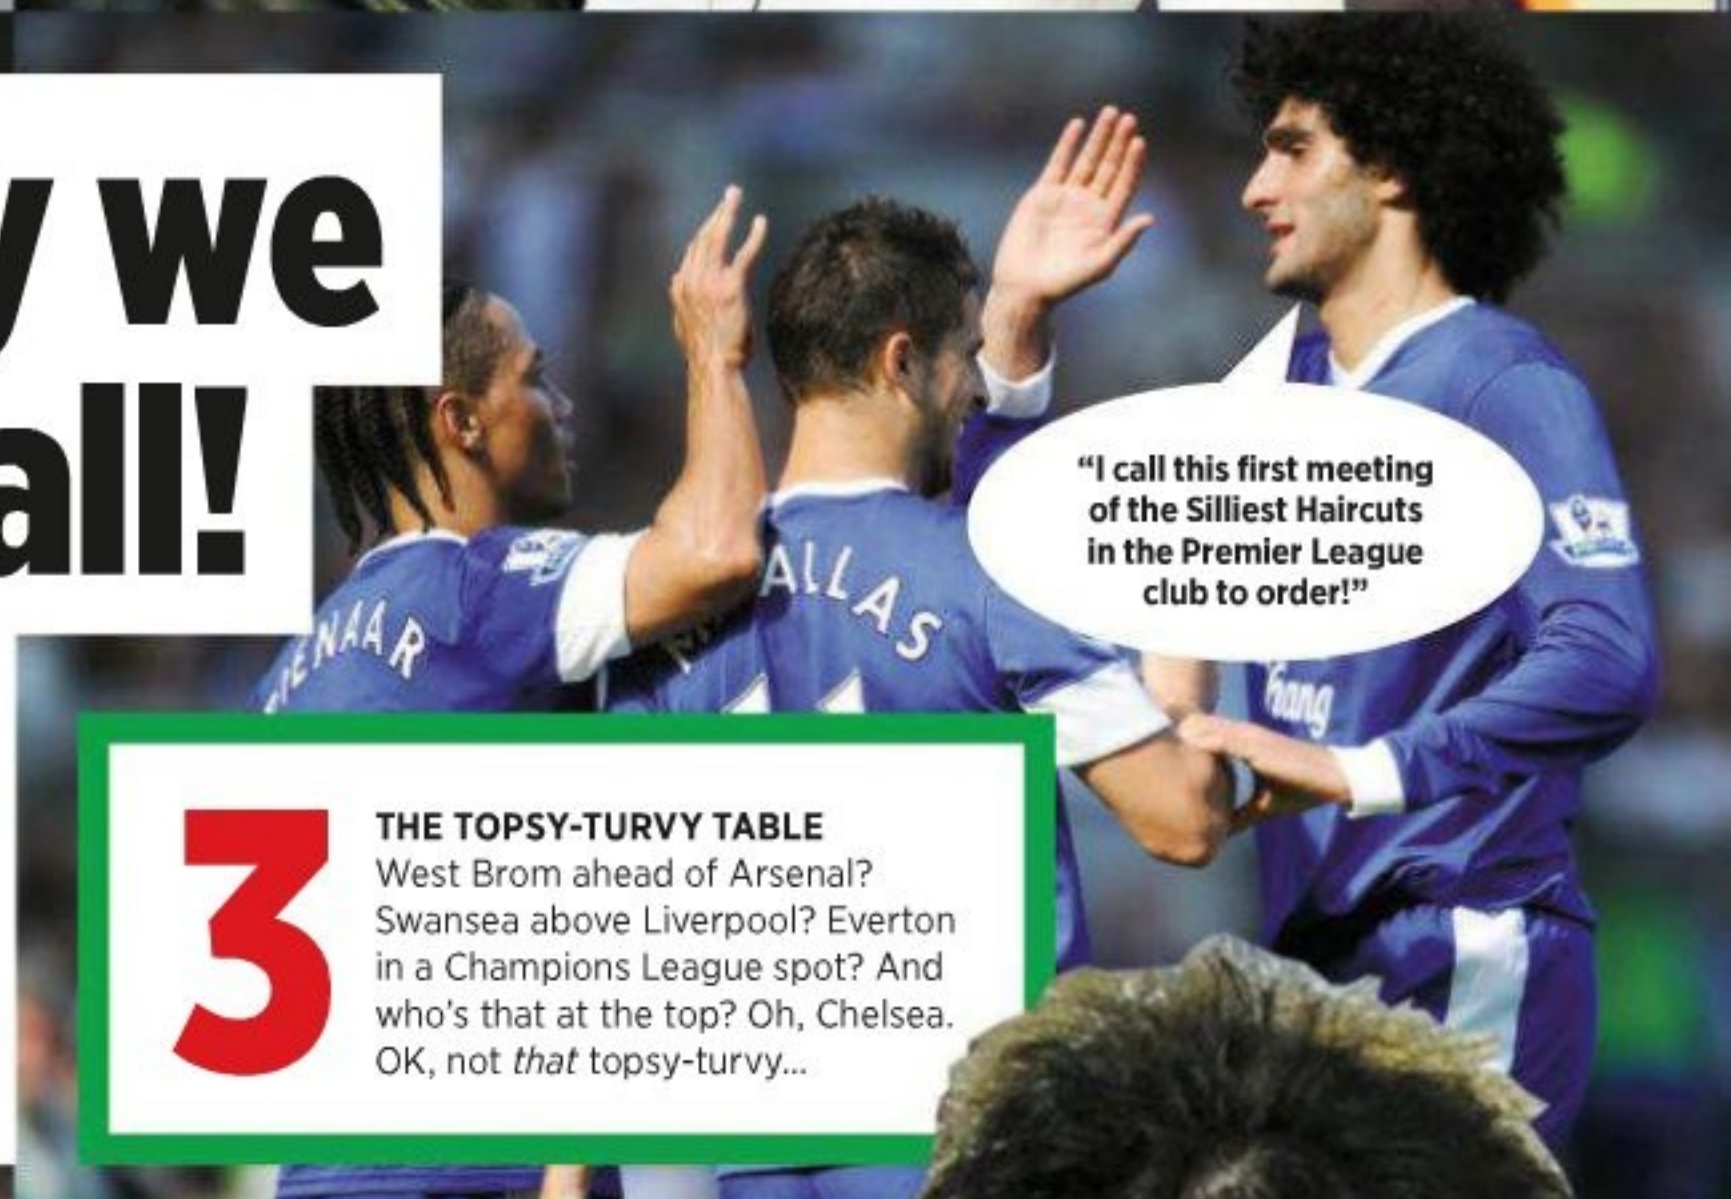 we
all!
“I call this first meeting
of the Silliest Haircuts
in the Premier League
club to order!”
ENAAR
ALLAS
11
3
THE TOPSY-TURVY TABLE
West Brom ahead of Arsenal?
Swansea above Liverpool? Everton
in a Champions League spot? And
who’s that at the top? Oh, Chelsea.
OK, not that topsy-turvy...